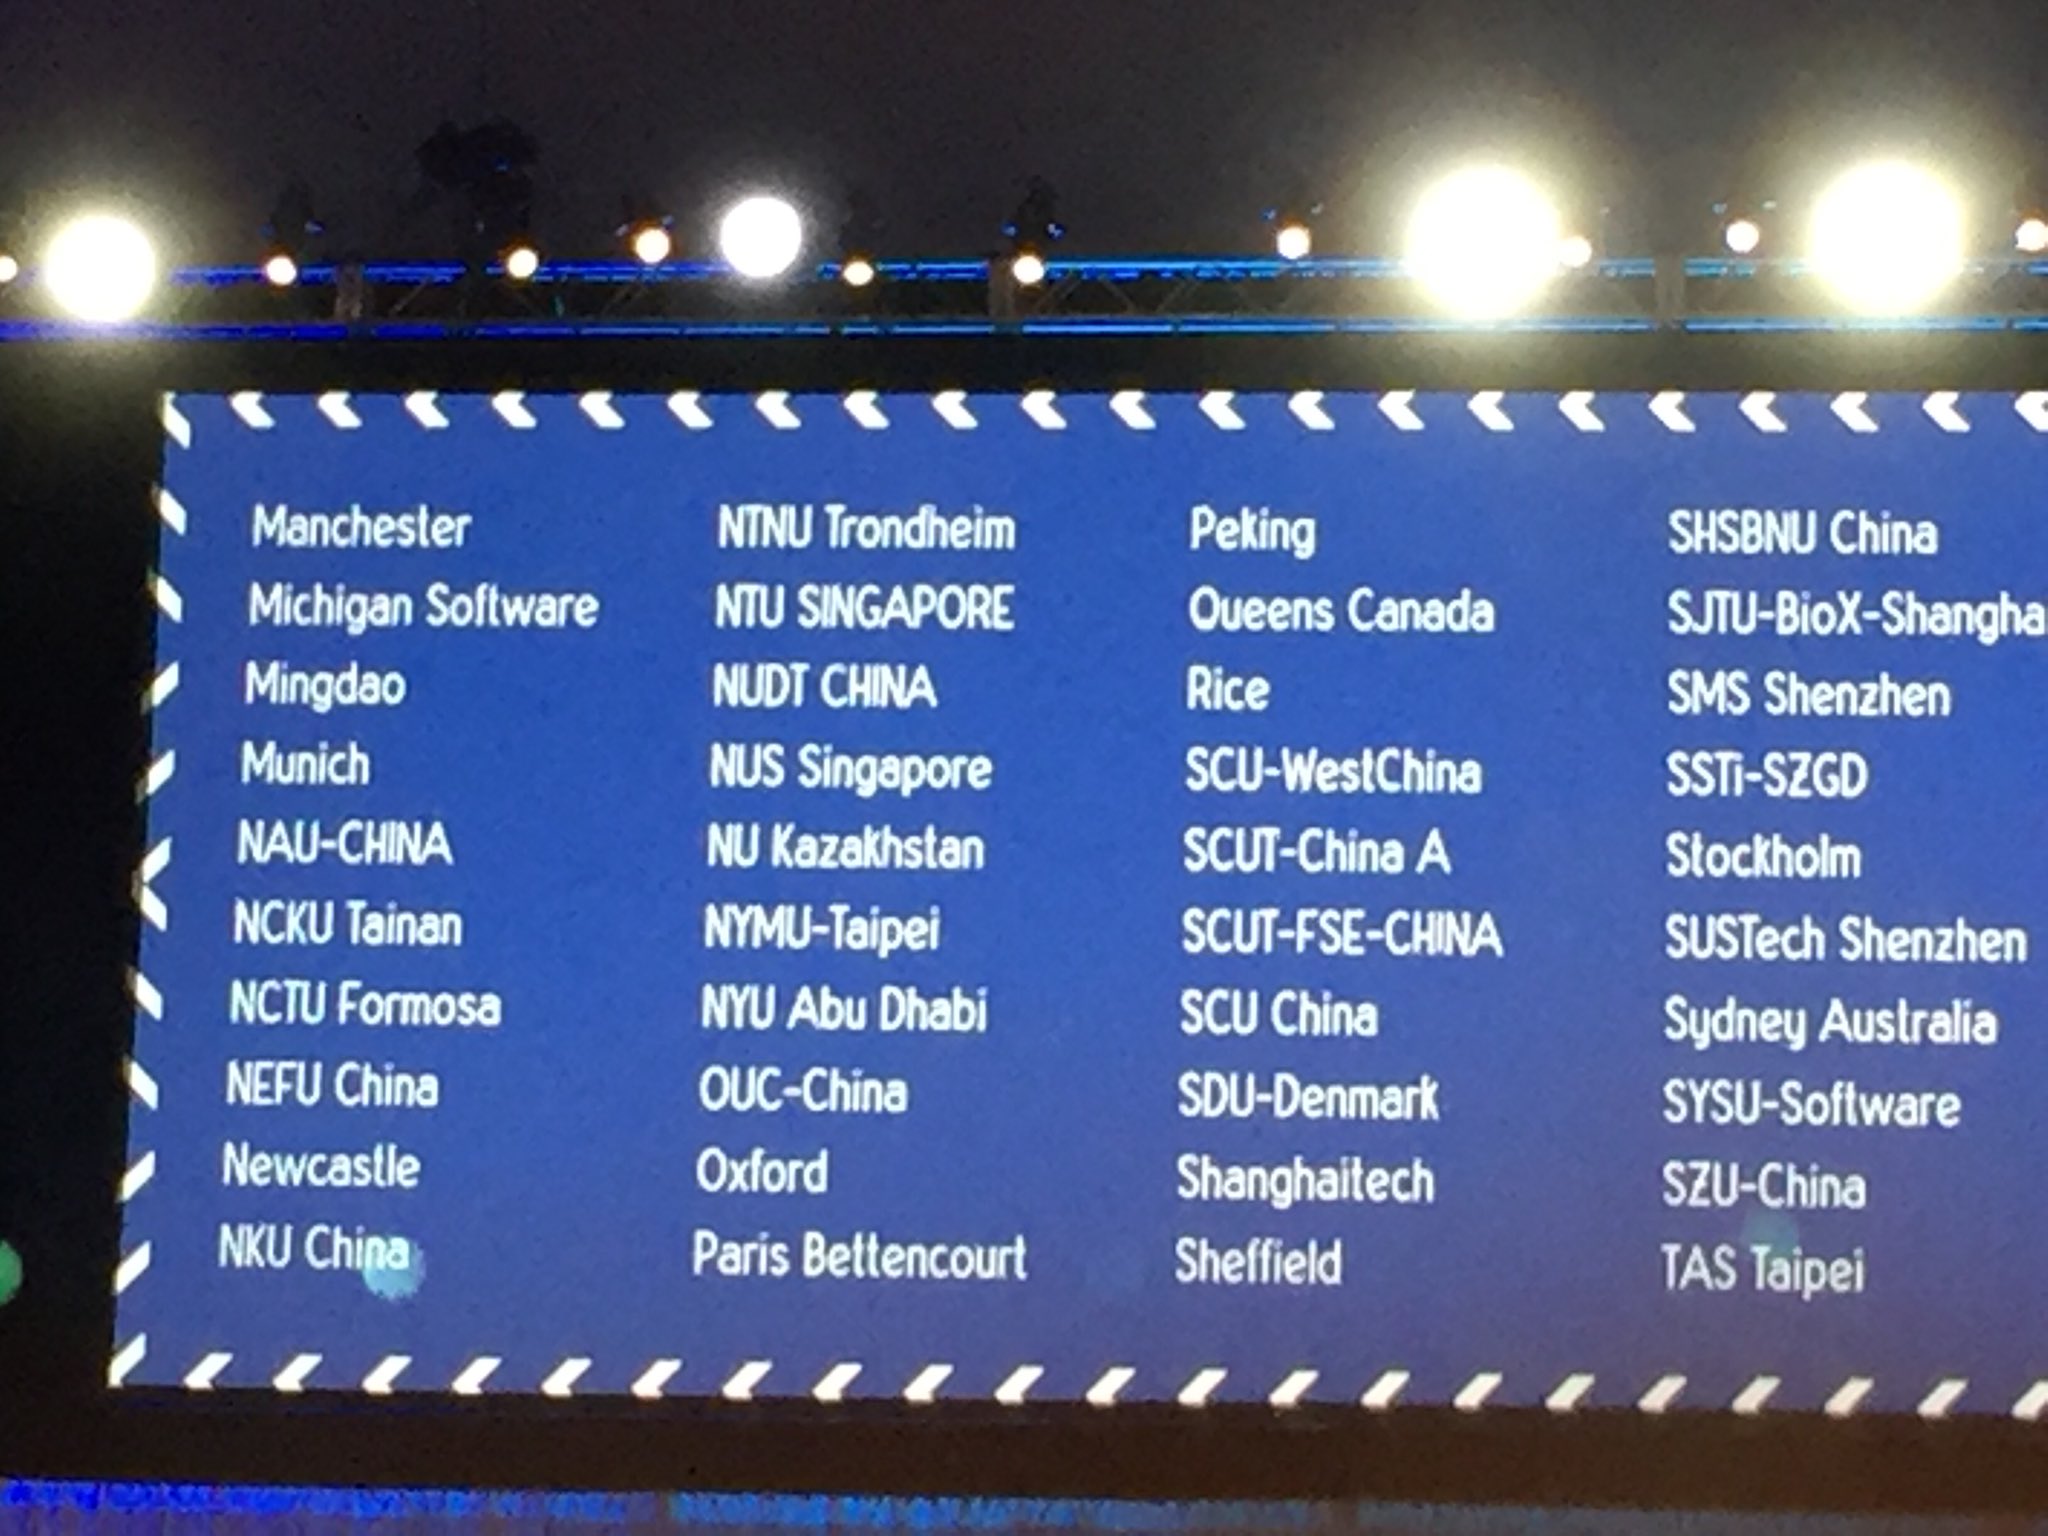 Manchester
Michigan Software
Mingdao
Munich
NAU-CHINA
NCKU Tainan
NCTU Formosa
NEFU China
Newcastle
NKU China
NTNU Trondheim
NTU SINGAPORE
NUDT CHINA
NUS Singapore
NU Kazakhstan
NYMU-Taipei
NYU Abu Dhabi
OUC-China
Oxford
Paris Bettencourt
Peking
Queens Canada
Rice
SCU-WestChina
SCUT-China A
SCUT-FSE-CHINA
SCU China
SDU-Denmark
Shanghaitech
Sheffield
SHSBNU China
SJTU-BioX-Shangha
SMS Shenzhen
SSTi-SZGD
Stockholm
SUSTech Shenzhen
Sydney Australia
SYSU-Software
SZU-China
TAS Taipei